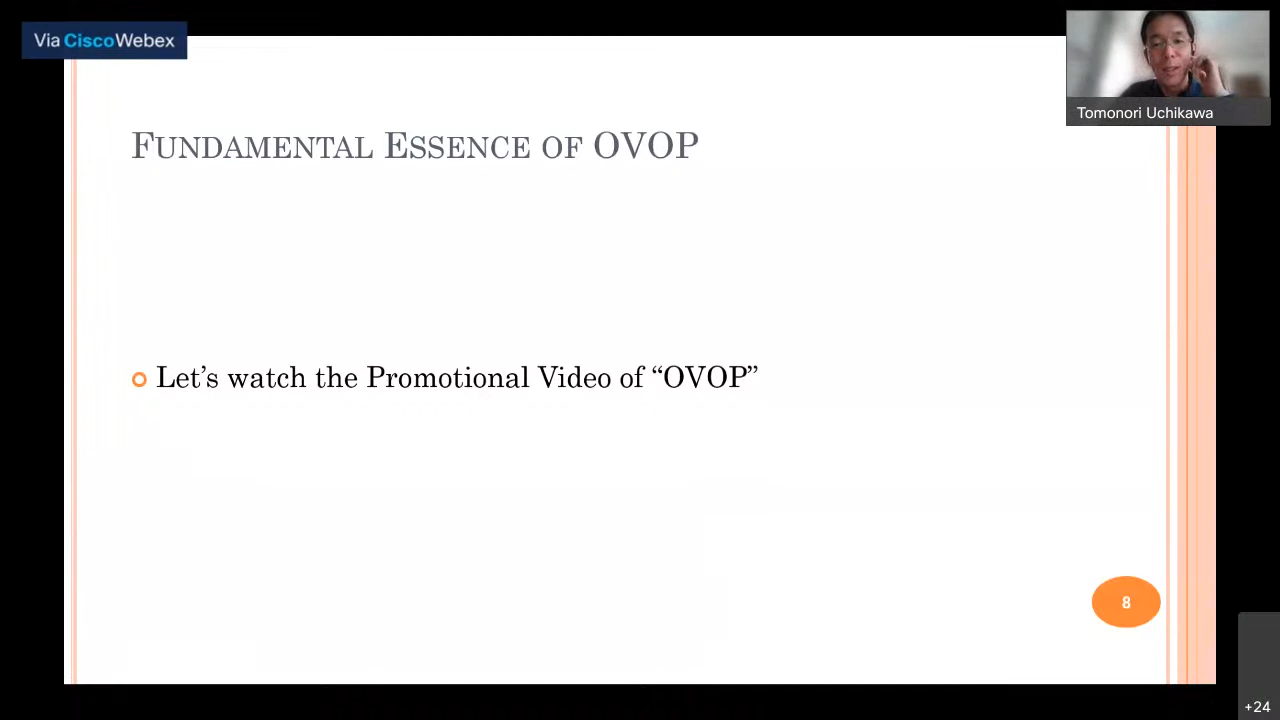 Via CiscoWebex
Tomonori Uchikawa
FUNDAMENTAL ESSENCE OF OVOP
Let’s watch the Promotional Video of “OVOP”
8
+24